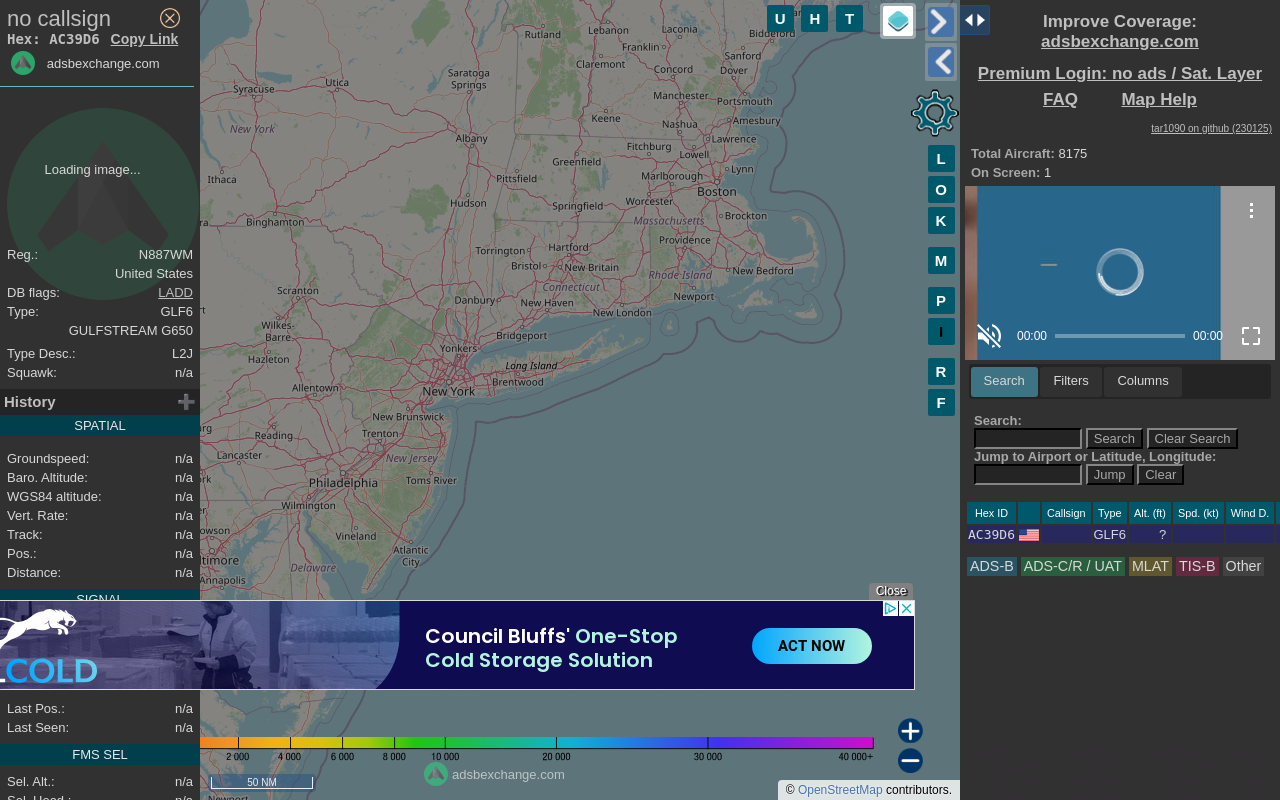 no callsign
Hex: AC39D6 Copy Link
adsbexchange.com
Loading image...
Reg.: N887WM
United States
DB flags: LADD
Type: GLF6
GULFSTREAM G650
Type Desc.: L2J
Squawk: n/a
History
SPATIAL
Groundspeed: n/a
Baro. Altitude: n/a
WGS84 altitude: n/a
Vert. Rate: n/a
Track: n/a
Pos.: n/a
Distance: n/a
SIGNAL
Last Pos.: n/a
Last Seen: n/a
FMS SEL
Sel. Alt.: n/a
Sel. Head.: n/a
Rutland
Lebanon
Laconia
Biddeford
Franklin
Sanford
Claremont
Concord
Dover
Utica
Saratoga
Springs
Syracuse
Manchester
Portsmouth
Keene
Nashua
Amesbury
New York
Albany
Fitchburg
Lawrence
Greenfield
Lowell
Lynn
Ithaca
Pittsfield
Marlborough
Boston
Hudson
Springfield
Worcester
Massachusetts
Brockton
Binghamton
Torrington
Hartford
Providence
Bristol
New Britain
Rhode Island
New Bedford
Connecticut
Scranton
Danbury
New Haven
Newport
New London
Wilkes-
Barre
Yonkers
Bridgeport
Hazleton
Long Island
Brentwood
Allentown
New York
New Brunswick
Reading
Trenton
Lancaster
New Jersey
Philadelphia
Toms River
Wilmington
Vineland
Atlantic
City
Annapolis
Delaware
U H T
L
O
K
M
P
I
R
F
Close
COLD
Council Bluffs' One-Stop
Cold Storage Solution
ACT NOW
2 000 4 000 6 000 8 000 10 000 20 000 30 000 40 000+
50 NM
adsbexchange.com
© OpenStreetMap contributors.
Improve Coverage:
adsbexchange.com
Premium Login: no ads / Sat. Layer
FAQ Map Help
tar1090 on github (230125)
Total Aircraft: 8175
On Screen: 1
00:00 00:00
Search Filters Columns
Search:
Search Clear Search
Jump to Airport or Latitude, Longitude:
Jump Clear
Hex ID Callsign Type Alt. (ft) Spd. (kt) Wind D.
AC39D6 GLF6 ?
ADS-B ADS-C/R / UAT MLAT TIS-B Other